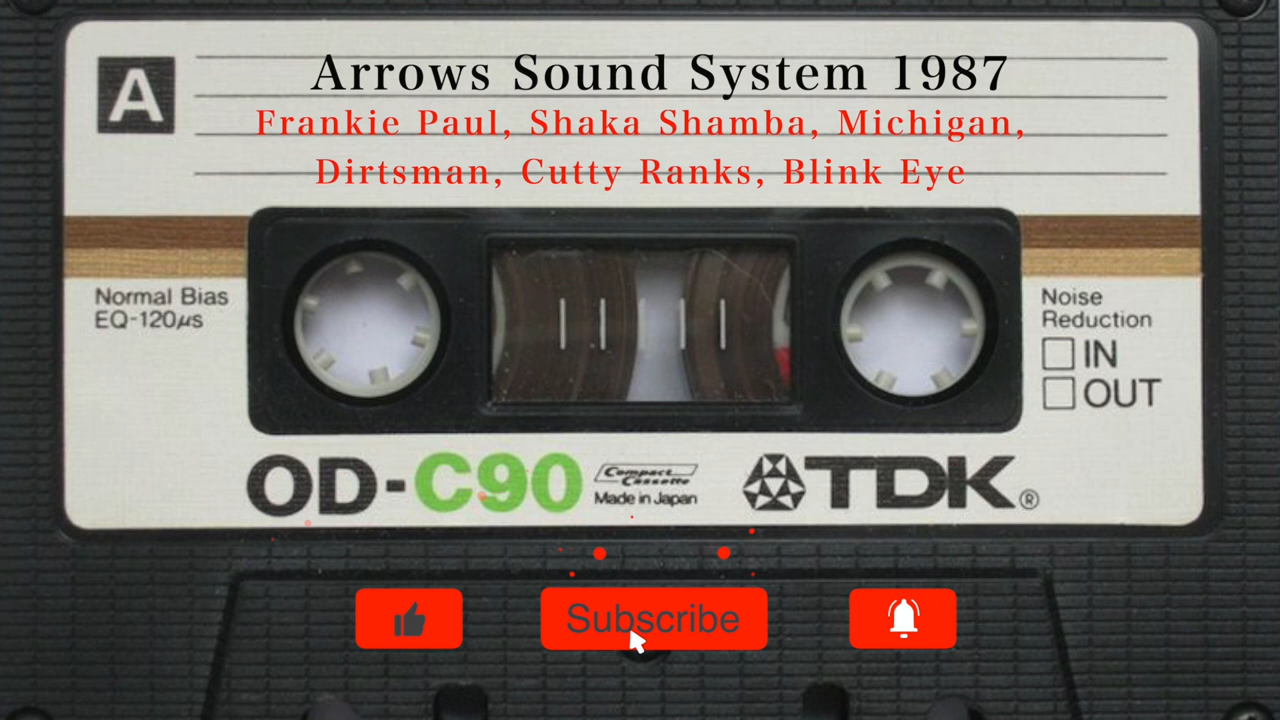 A
Arrows Sound System 1987
Frankie Paul, Shaka Shamba, Michigan,
Dirtsman, Cutty Ranks, Blink Eye
Normal Bias
EQ-120µs
Noise
Reduction
IN
OUT
OD-C90
Compact
Cassette
Made in Japan
TDK®
Subscribe